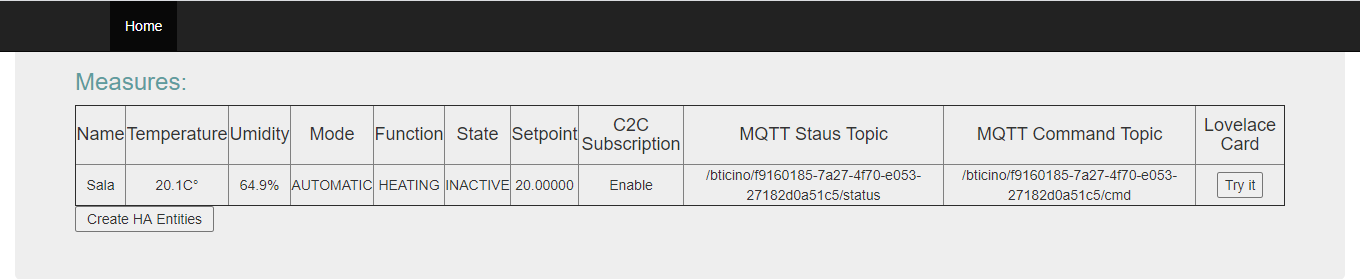 Home
Measures:
Name Temperature Umidity Mode Function State Setpoint C2C Subscription MQTT Staus Topic MQTT Command Topic Lovelace Card
Sala 20.1C° 64.9% AUTOMATIC HEATING INACTIVE 20.00000 Enable /bticino/f9160185-7a27-4f70-e053-27182d0a51c5/status /bticino/f9160185-7a27-4f70-e053-27182d0a51c5/cmd Try it
Create HA Entities